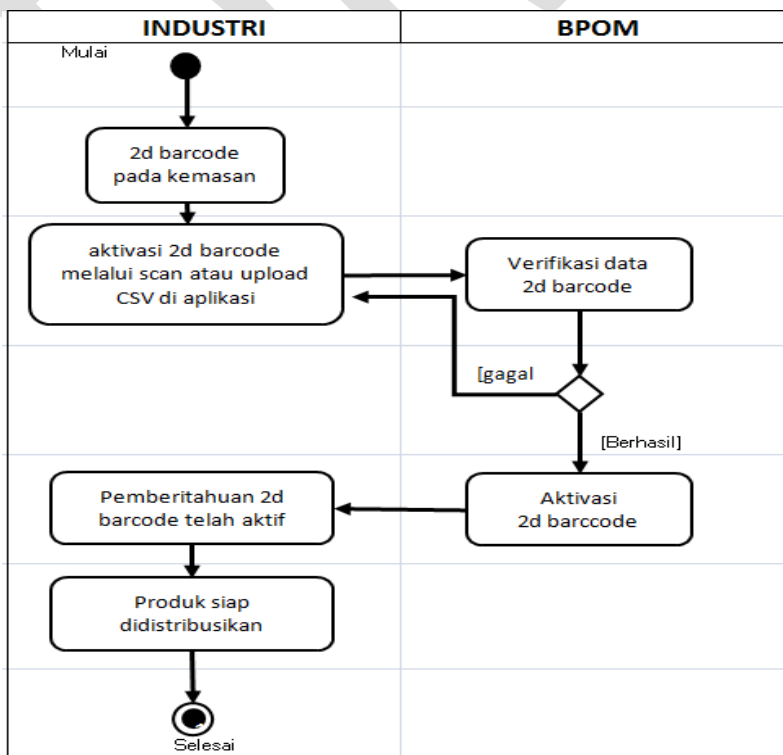 INDUSTRI
BPOM
Mulai
2d barcode
pada kemasan
aktivasi 2d barcode
melalui scan atau upload
CSV di aplikasi
Verifikasi data
2d barcode
[gagal
[Berhasil]
Aktivasi
2d barccode
Pemberitahuan 2d
barcode telah aktif
Produk siap
didistribusikan
Selesai